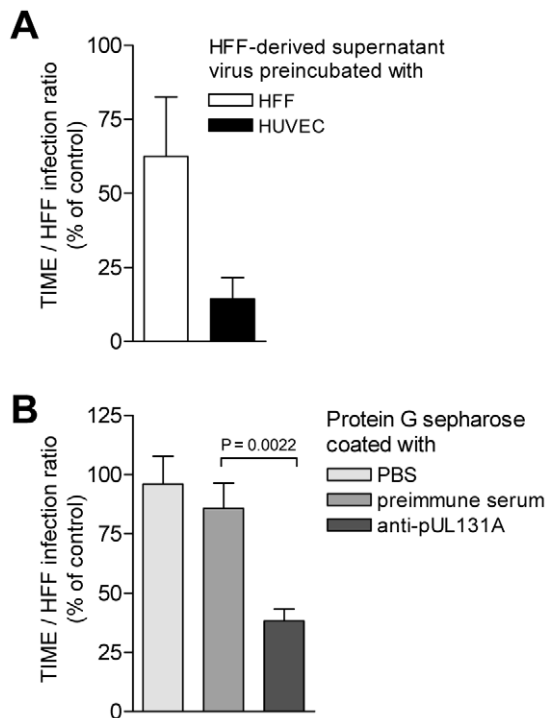 A
HFF-derived supernatant
virus preincubated with
HFF
HUVEC
TIME / HFF infection ratio
(% of control)
100
75
50
25
0
B
Protein G sepharose
coated with
PBS
preimmune serum
anti-pUL131A
P = 0.0022
TIME / HFF infection ratio
(% of control)
125
100
75
50
25
0